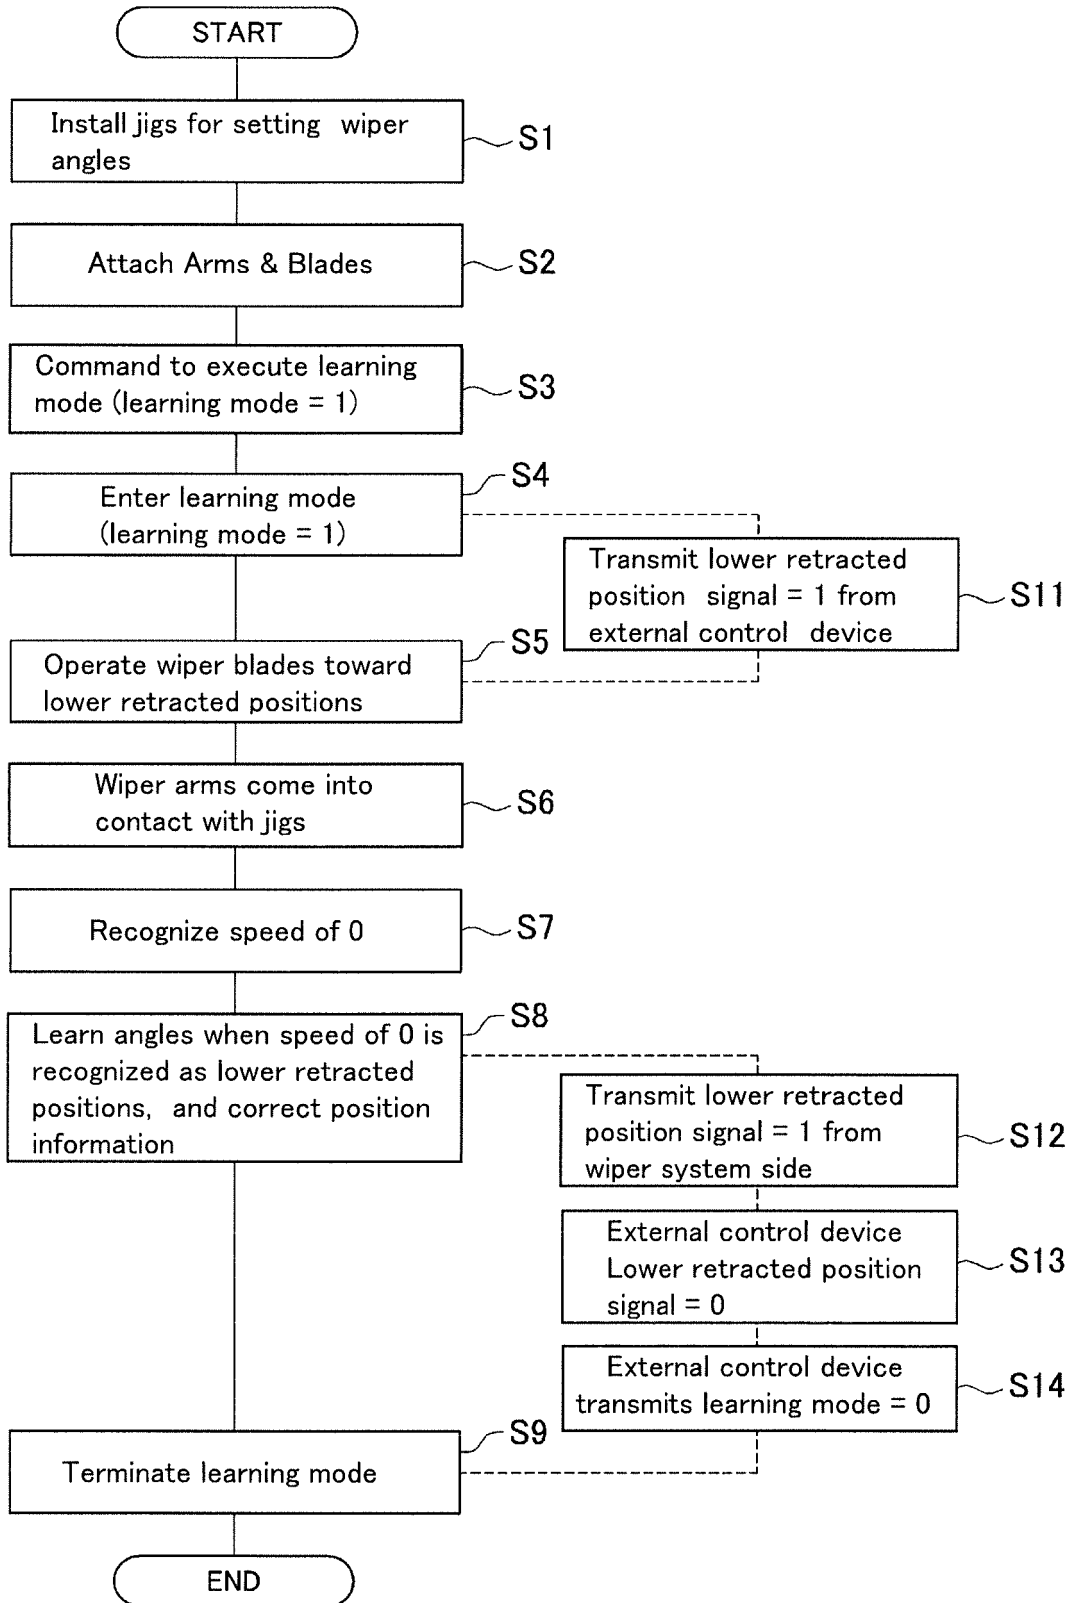 START
Install jigs for setting wiper
angles
S1
Attach Arms & Blades
S2
Command to execute learning
mode (learning mode = 1)
S3
Enter learning mode
(learning mode = 1)
S4
Transmit lower retracted
position signal = 1 from
external control device
S11
Operate wiper blades toward
lower retracted positions
S5
Wiper arms come into
contact with jigs
S6
Recognize speed of 0
S7
Learn angles when speed of 0 is
recognized as lower retracted
positions, and correct position
information
S8
Transmit lower retracted
position signal = 1 from
wiper system side
S12
External control device
Lower retracted position
signal = 0
S13
External control device
transmits learning mode = 0
S14
Terminate learning mode
S9
END